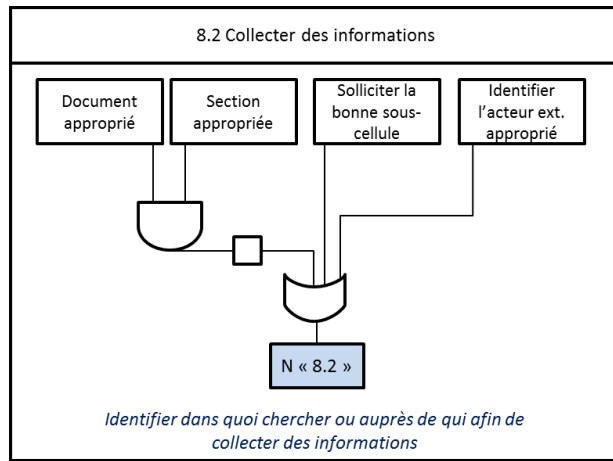 8.2 Collecter des informations
Document
approprié
Section
appropriée
Solliciter la
bonne sous-
cellule
Identifier
l'acteur ext.
approprié
N « 8.2 »
Identifier dans quoi chercher ou auprès de qui afin de
collecter des informations